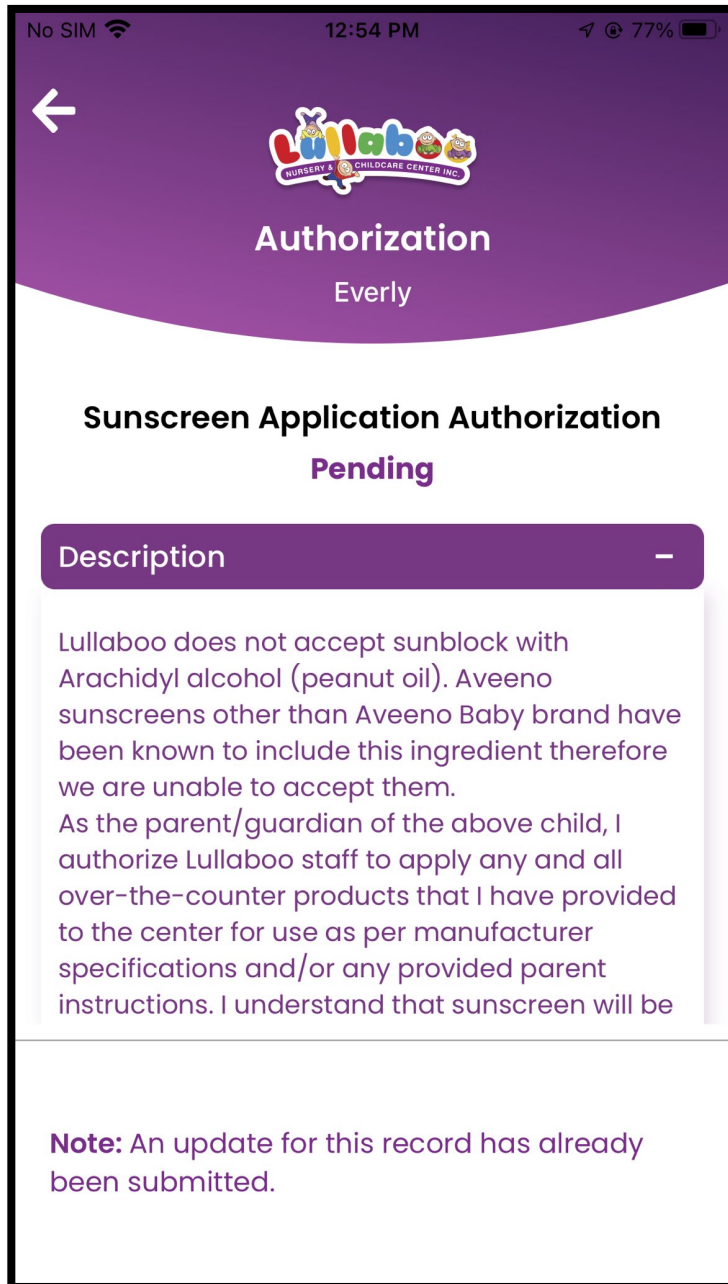 No SIM 12:54 PM 77%
Lullaboo
NURSERY & CHILDCARE CENTER INC.
Authorization
Everly
Sunscreen Application Authorization
Pending
Description −
Lullaboo does not accept sunblock with
Arachidyl alcohol (peanut oil). Aveeno
sunscreens other than Aveeno Baby brand have
been known to include this ingredient therefore
we are unable to accept them.
As the parent/guardian of the above child, I
authorize Lullaboo staff to apply any and all
over-the-counter products that I have provided
to the center for use as per manufacturer
specifications and/or any provided parent
instructions. I understand that sunscreen will be
Note: An update for this record has already
been submitted.